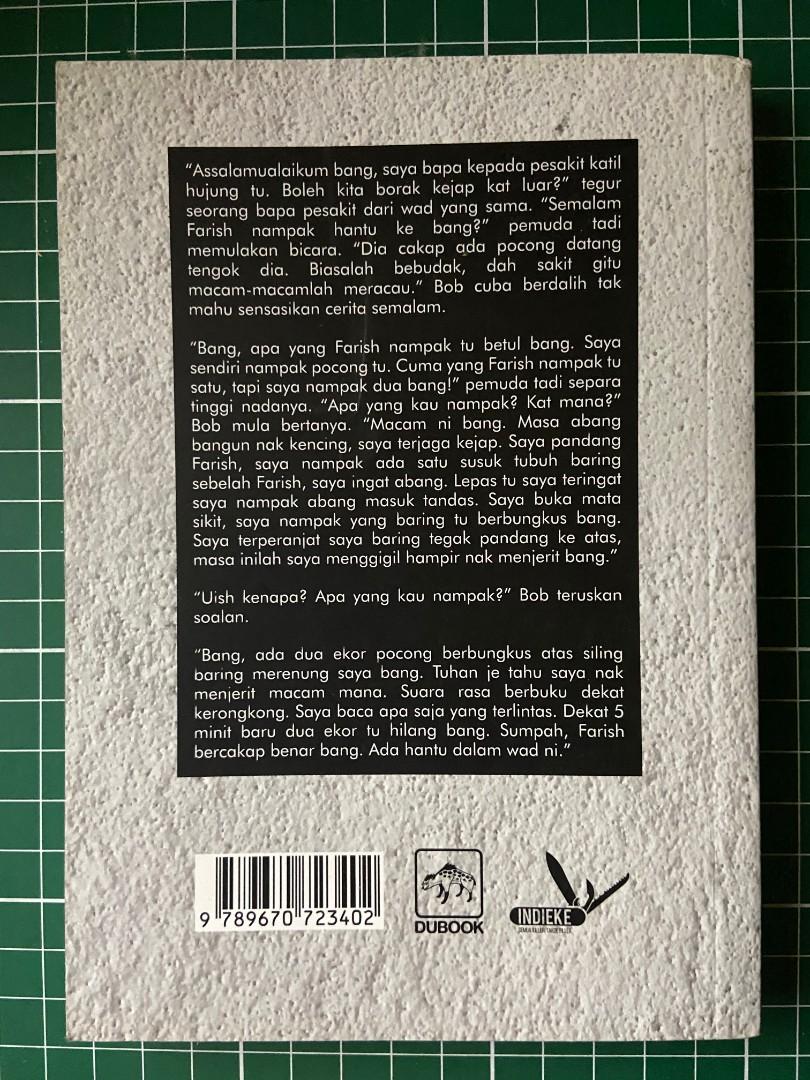 “Assalamualaikum bang, saya bapa kepada pesakit katil
hujung tu. Boleh kita borak kejap kat luar?” tegur
seorang bapa pesakit dari wad yang sama. “Semalam
Farish nampak hantu ke bang?” pemuda tadi
memulakan bicara. “Dia cakap ada pocong datang
tengok dia. Biasalah bebudak, dah sakit gitu
macam-macamlah meracau.” Bob cuba berdalih tak
mahu sensasikan cerita semalam.
“Bang, apa yang Farish nampak tu betul bang. Saya
sendiri nampak pocong tu. Cuma yang Farish nampak tu
satu, tapi saya nampak dua bang!” pemuda tadi separa
tinggi nadanya. “Apa yang kau nampak? Kat mana?”
Bob mula bertanya. “Macam ni bang. Masa abang
bangun nak kencing, saya terjaga kejap. Saya pandang
Farish, saya nampak ada satu susuk tubuh baring
sebelah Farish, saya ingat abang. Lepas tu saya teringat
saya nampak abang masuk tandas. Saya buka mata
sikit, saya nampak yang baring tu berbungkus bang.
Saya terperanjat saya baring tegak pandang ke atas,
masa inilah saya menggigil hampir nak menjerit bang.”
“Uish kenapa? Apa yang kau nampak?” Bob teruskan
soalan.
“Bang, ada dua ekor pocong berbungkus atas siling
baring merenung saya bang. Tuhan je tahu saya nak
menjerit macam mana. Suara rasa berbuku dekat
kerongkong. Saya baca apa saja yang terlintas. Dekat 5
minit baru dua ekor tu hilang bang. Sumpah, Farish
bercakap benar bang. Ada hantu dalam wad ni.”
9 789670 723402
DUBOOK
INDIEKE